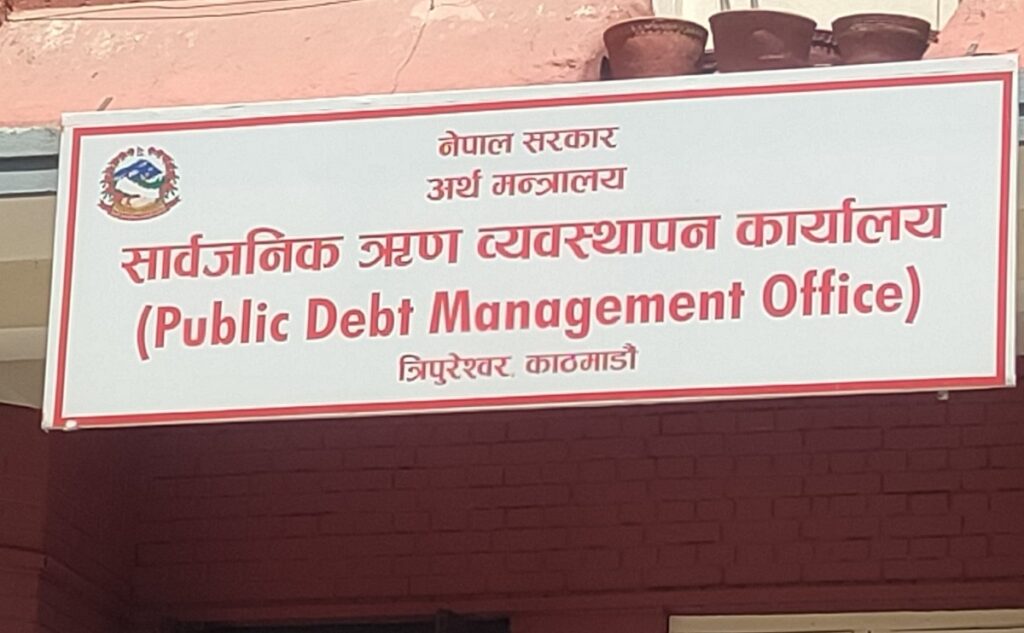 नेपाल सरकार
अर्थ मन्त्रालय
सार्वजनिक ऋण व्यवस्थापन कार्यालय
(Public Debt Management Office)
त्रिपुरेश्वर, काठमाडौं